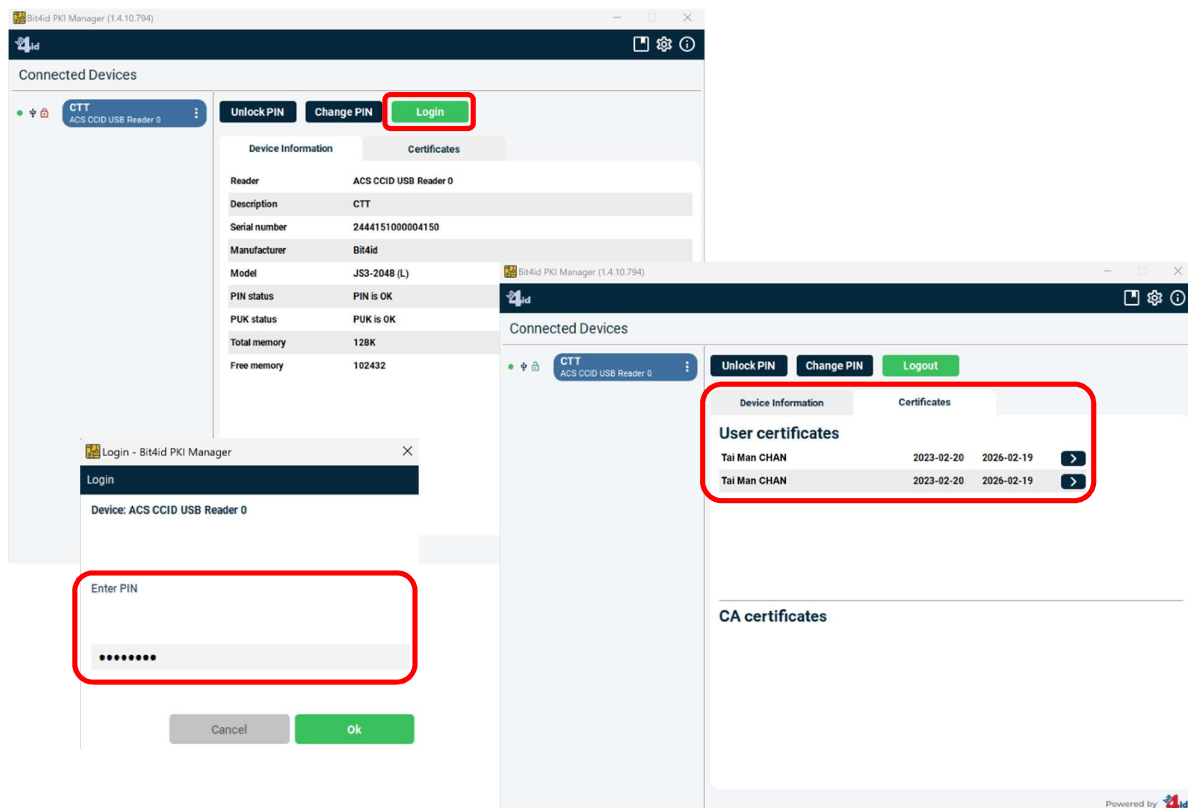 Bit4id PKI Manager (1.4.10.794)
4id
Connected Devices
CTT
ACS CCID USB Reader 0
Unlock PIN Change PIN Login
Device Information Certificates
Reader ACS CCID USB Reader 0
Description CTT
Serial number 2444151000004150
Manufacturer Bit4id
Model JS3-2048 (L)
PIN status PIN is OK
PUK status PUK is OK
Total memory 128K
Free memory 102432
Login - Bit4id PKI Manager
Login
Device: ACS CCID USB Reader 0
Enter PIN
••••••••
Cancel Ok
Bit4id PKI Manager (1.4.10.794)
4id
Connected Devices
CTT
ACS CCID USB Reader 0
Unlock PIN Change PIN Logout
Device Information Certificates
User certificates
Tai Man CHAN 2023-02-20 2026-02-19
Tai Man CHAN 2023-02-20 2026-02-19
CA certificates
Powered by 4id